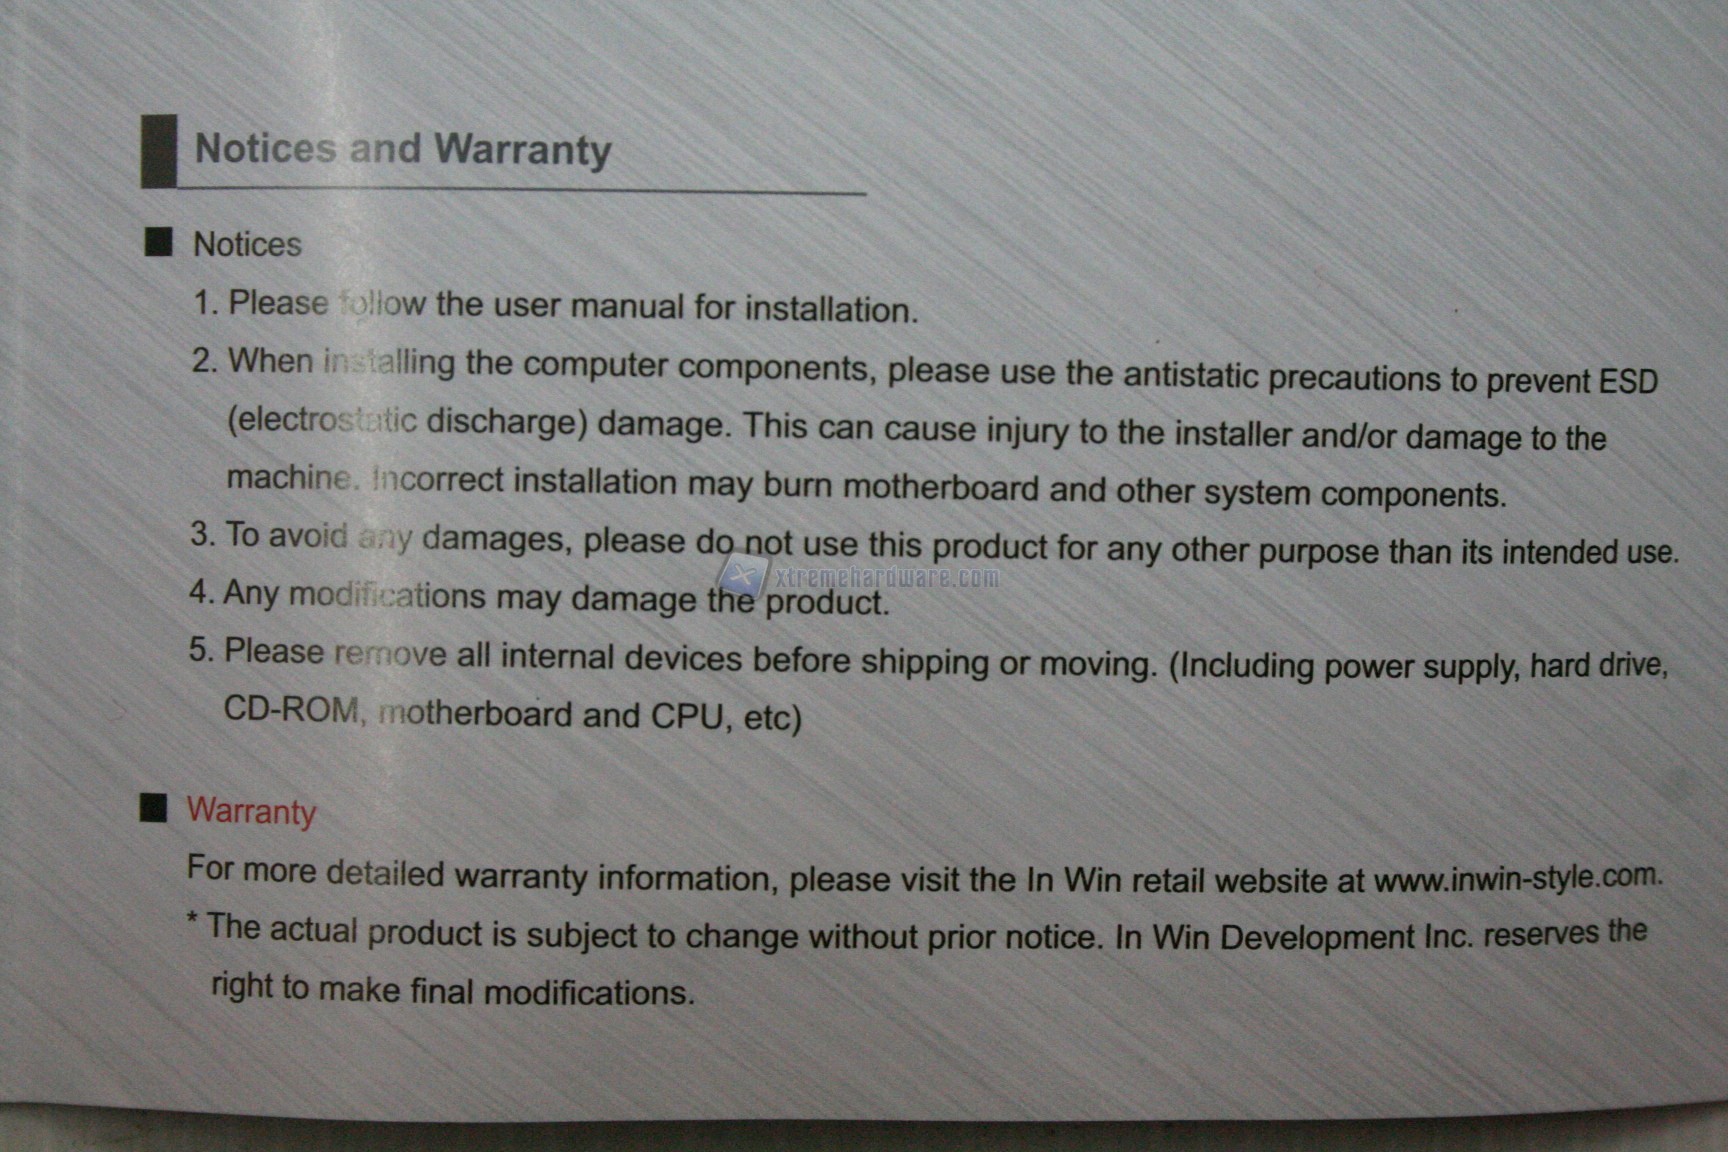 Notices and Warranty
Notices
1. Please follow the user manual for installation.
2. When installing the computer components, please use the antistatic precautions to prevent ESD
(electrostatic discharge) damage. This can cause injury to the installer and/or damage to the
machine. Incorrect installation may burn motherboard and other system components.
3. To avoid any damages, please do not use this product for any other purpose than its intended use.
xtremehardware.com
4. Any modifications may damage the product.
5. Please remove all internal devices before shipping or moving. (Including power supply, hard drive,
CD-ROM, motherboard and CPU, etc)
Warranty
For more detailed warranty information, please visit the In Win retail website at www.inwin-style.com.
* The actual product is subject to change without prior notice. In Win Development Inc. reserves the
right to make final modifications.